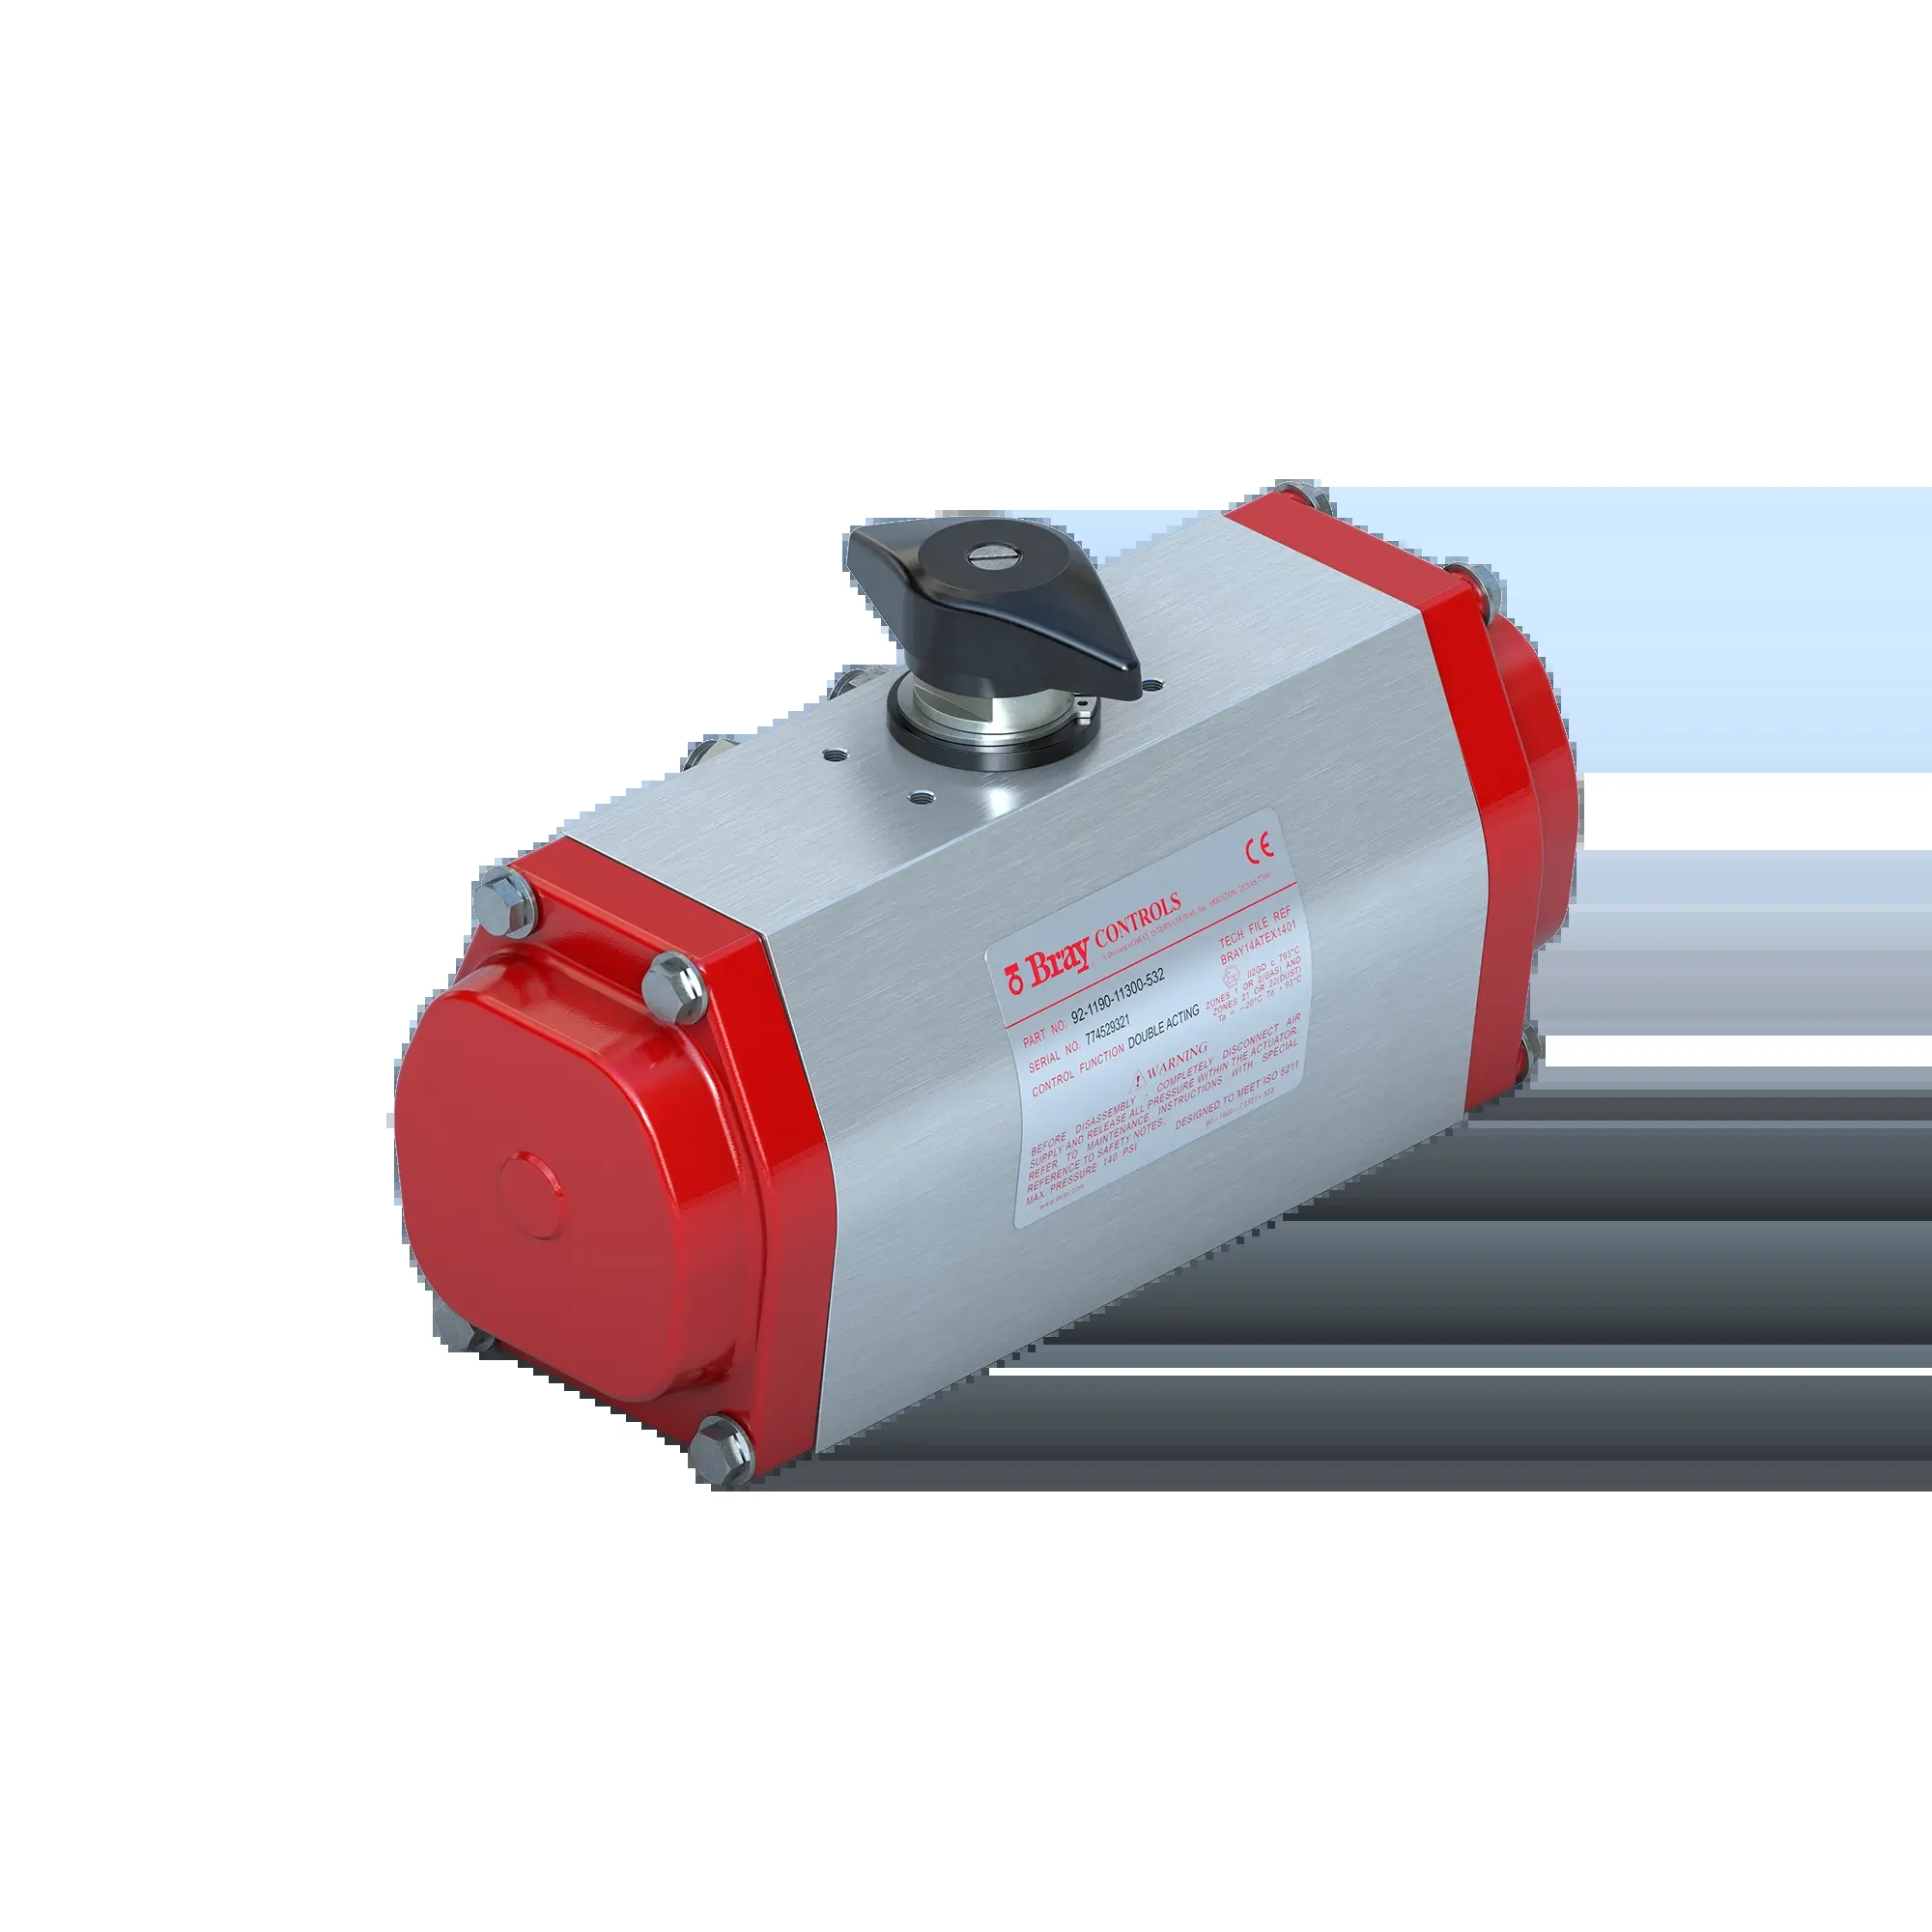 CE
Bray CONTROLS
A Division of BRAY INTERNATIONAL, Inc. HOUSTON, TEXAS 77041
PART NO. 92-1190-11300-532
SERIAL NO. 774529321
CONTROL FUNCTION DOUBLE ACTING
TECH FILE REF
BRAY14ATEX1401
II2GD c T93°C
ZONES 1 OR 2(GAS) AND
ZONES 21 OR 22(DUST)
Ta = -20°C To + 93°C
WARNING
BEFORE DISASSEMBLY - COMPLETELY DISCONNECT AIR
SUPPLY AND RELEASE ALL PRESSURE WITHIN THE ACTUATOR.
REFER TO MAINTENANCE INSTRUCTIONS WITH SPECIAL
REFERENCE TO SAFETY NOTES.
MAX. PRESSURE 140 PSI
DESIGNED TO MEET ISO 5211
www.bray.com